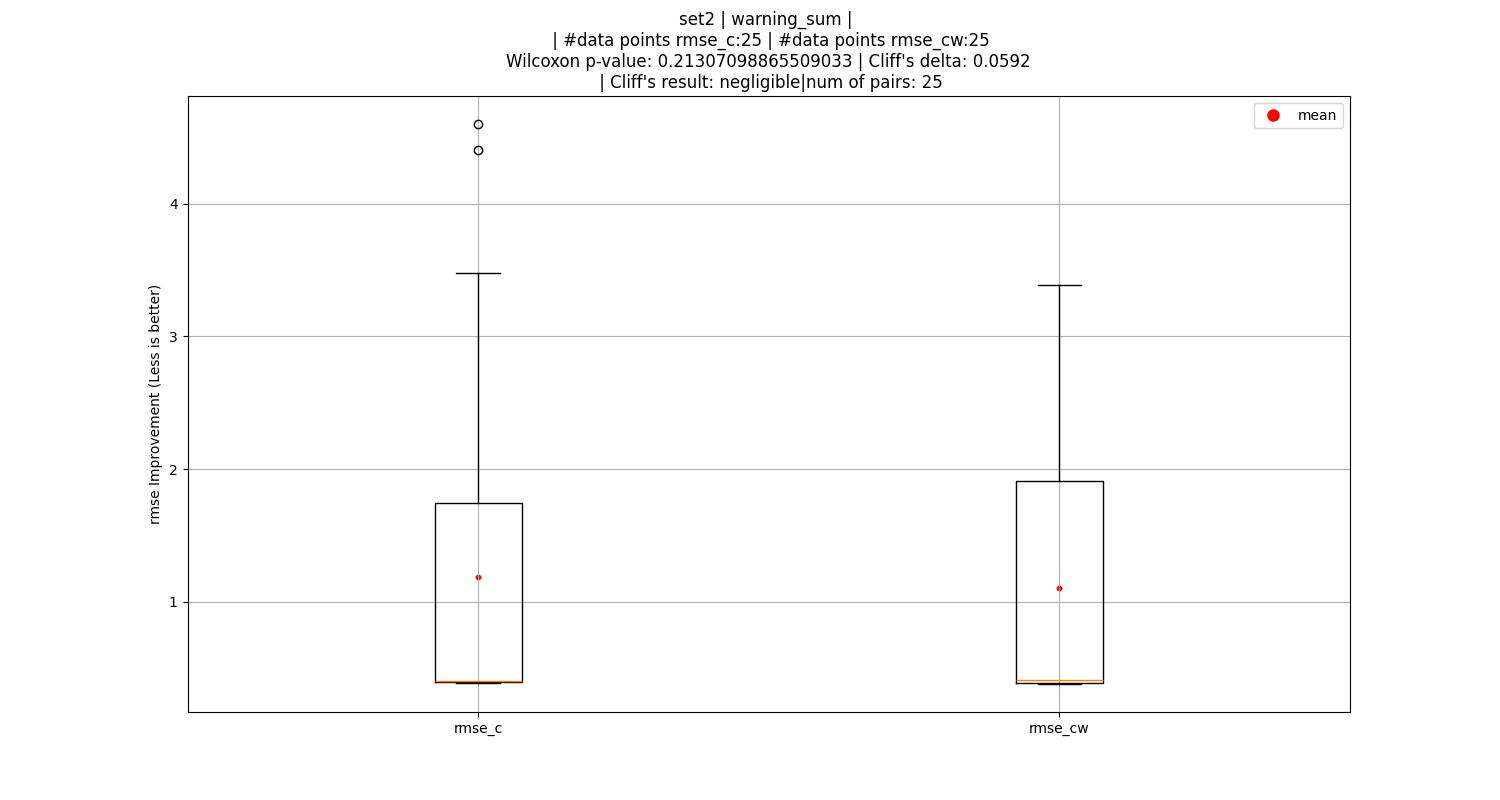 set2 | warning_sum |
| #data points rmse_c:25 | #data points rmse_cw:25
Wilcoxon p-value: 0.21307098865509033 | Cliff's delta: 0.0592
| Cliff's result: negligible|num of pairs: 25
mean
rmse Improvement (Less is better)
4
3
2
1
rmse_c
rmse_cw